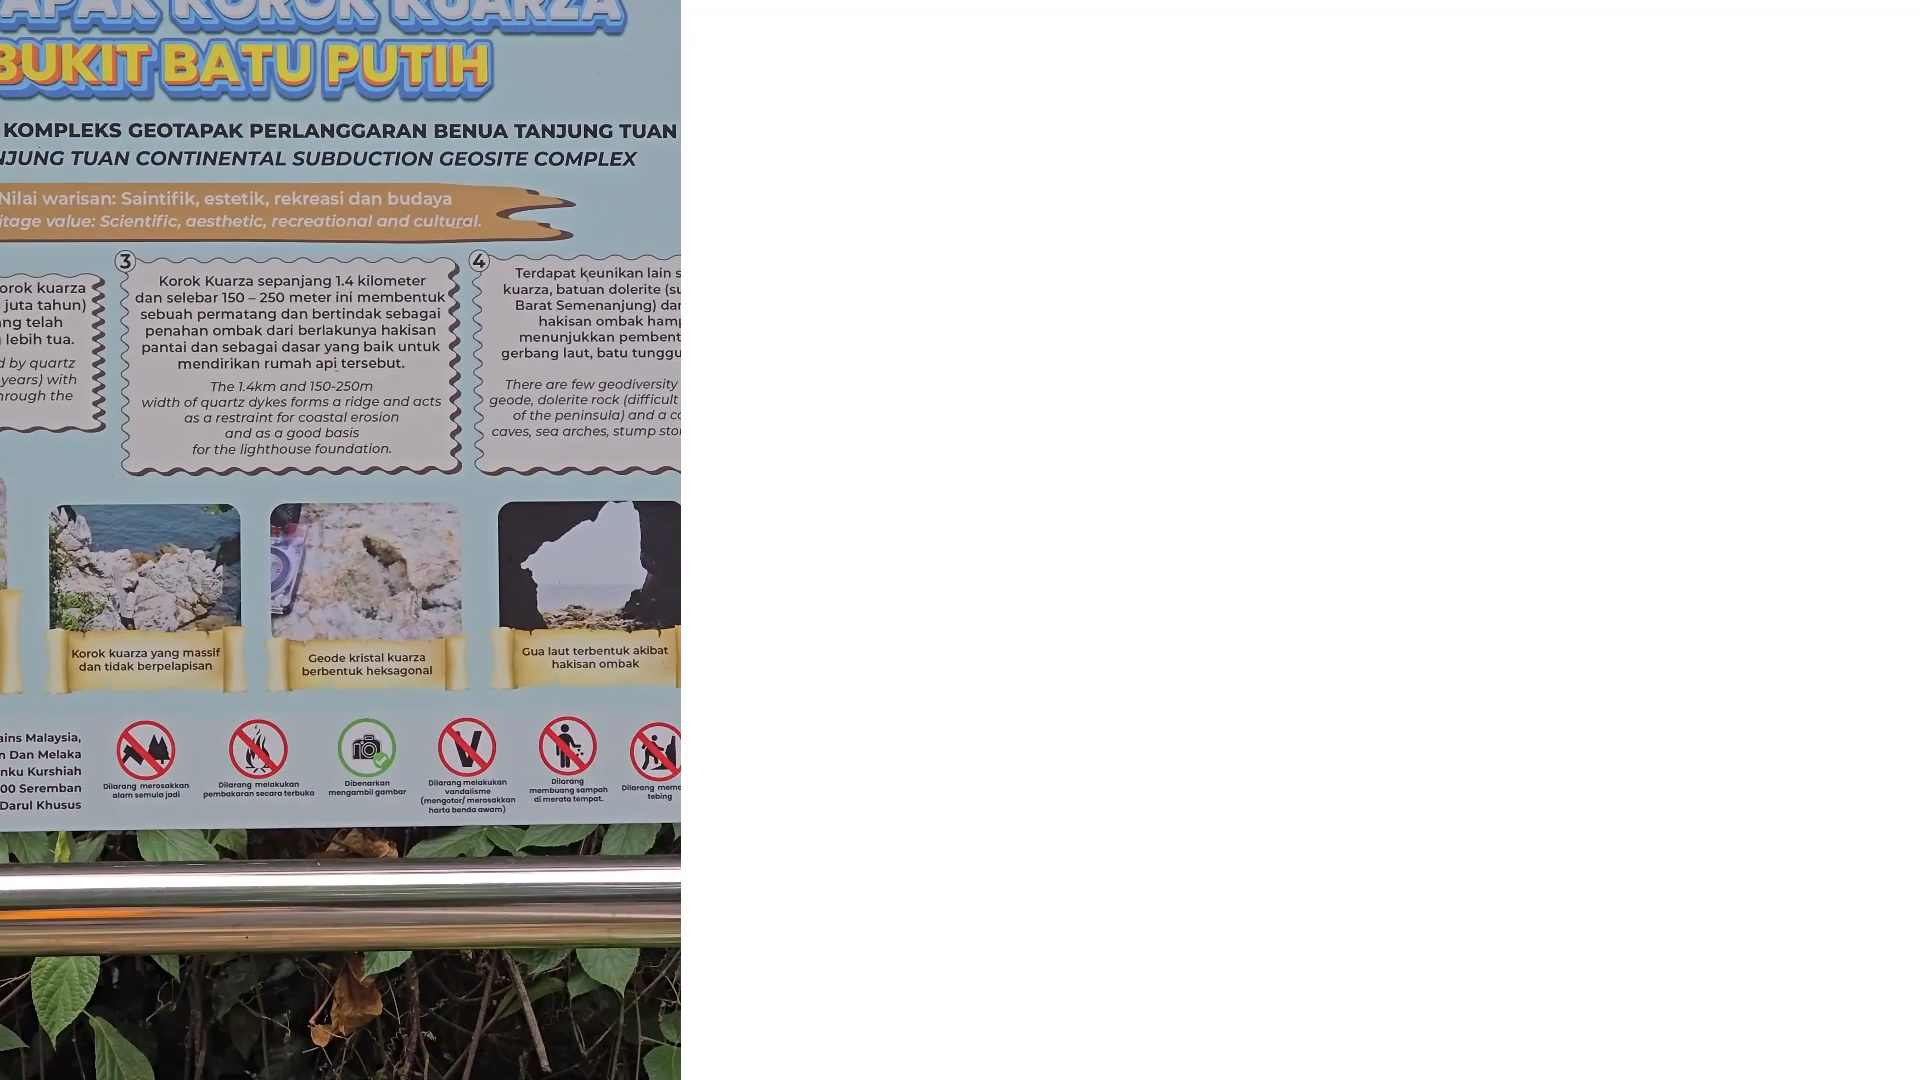 APAK KOROK KUARZA
BUKIT BATU PUTIH
KOMPLEKS GEOTAPAK PERLANGGARAN BENUA TANJUNG TUAN
TUAN CONTINENTAL SUBDUCTION GEOSITE COMPLEX
Nilai warisan: Saintifik, estetik, rekreasi dan budaya
value: Scientific, aesthetic, recreational and cultural.
kuarza
juta tahun)
telah
lebih tua.
by quartz
years) with
through the
3
Korok Kuarza sepanjang 1.4 kilometer
dan selebar 150 – 250 meter ini membentuk
sebuah permatang dan bertindak sebagai
penahan ombak dari berlakunya hakisan
pantai dan sebagai dasar yang baik untuk
mendirikan rumah api tersebut.
The 1.4km and 150-250m
width of quartz dykes forms a ridge and acts
as a restraint for coastal erosion
and as a good basis
for the lighthouse foundation.
4
Terdapat keunikan lain
kuarza, batuan dolerite
Barat Semenanjung)
hakisan ombak
menunjukkan
gerbang laut, batu
There are few geodiversity
geode, dolerite rock (difficult
of the peninsula) and a
caves, sea arches, stump
Korok kuarza yang massif
dan tidak berpelapisan
Geode kristal kuarza
berbentuk heksagonal
Gua laut terbentuk akibat
hakisan ombak
Malaysia,
Dan Melaka
Kurshiah
Seremban
Darul Khusus
Dilarang merosakkan
alam semula jadi
Dilarang melakukan
pembakaran secara terbuka
Dibenarkan
mengambil gambar
Dilarang melakukan
vandalisme
(mengotor/ merosakkan
harta benda awam)
Dilarang
membuang sampah
di merata tempat.
Dilarang
tebing